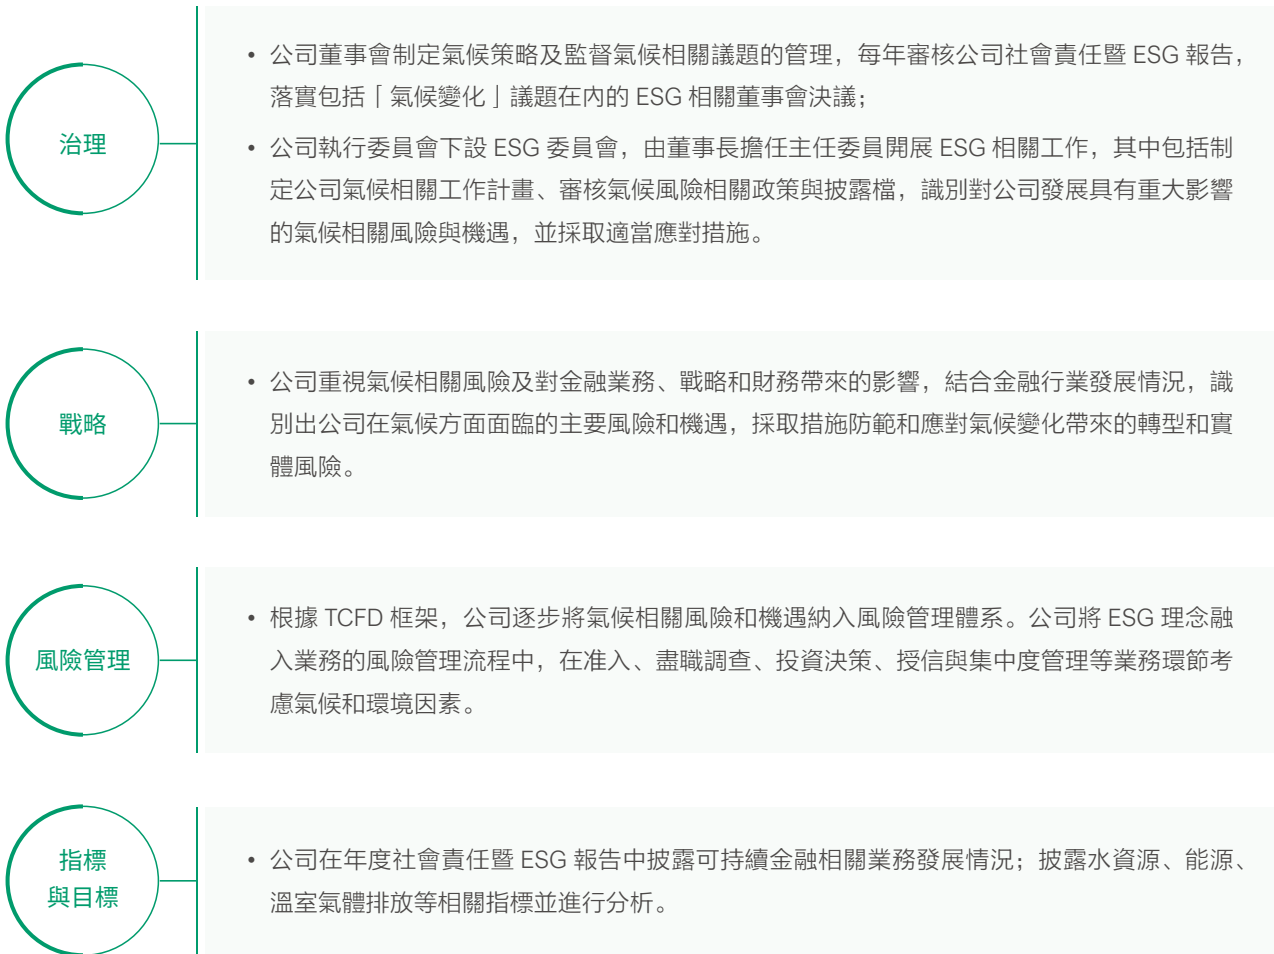 治理
• 公司董事會制定氣候策略及監督氣候相關議題的管理，每年審核公司社會責任暨 ESG 報告，
落實包括「氣候變化」議題在內的 ESG 相關董事會決議；
• 公司執行委員會下設 ESG 委員會，由董事長擔任主任委員開展 ESG 相關工作，其中包括制
定公司氣候相關工作計畫、審核氣候風險相關政策與披露檔，識別對公司發展具有重大影響
的氣候相關風險與機遇，並採取適當應對措施。
戰略
• 公司重視氣候相關風險及對金融業務、戰略和財務帶來的影響，結合金融行業發展情況，識
別出公司在氣候方面面臨的主要風險和機遇，採取措施防範和應對氣候變化帶來的轉型和實
體風險。
風險管理
• 根據 TCFD 框架，公司逐步將氣候相關風險和機遇納入風險管理體系。公司將 ESG 理念融
入業務的風險管理流程中，在准入、盡職調查、投資決策、授信與集中度管理等業務環節考
慮氣候和環境因素。
指標
與目標
• 公司在年度社會責任暨 ESG 報告中披露可持續金融相關業務發展情況；披露水資源、能源、
溫室氣體排放等相關指標並進行分析。